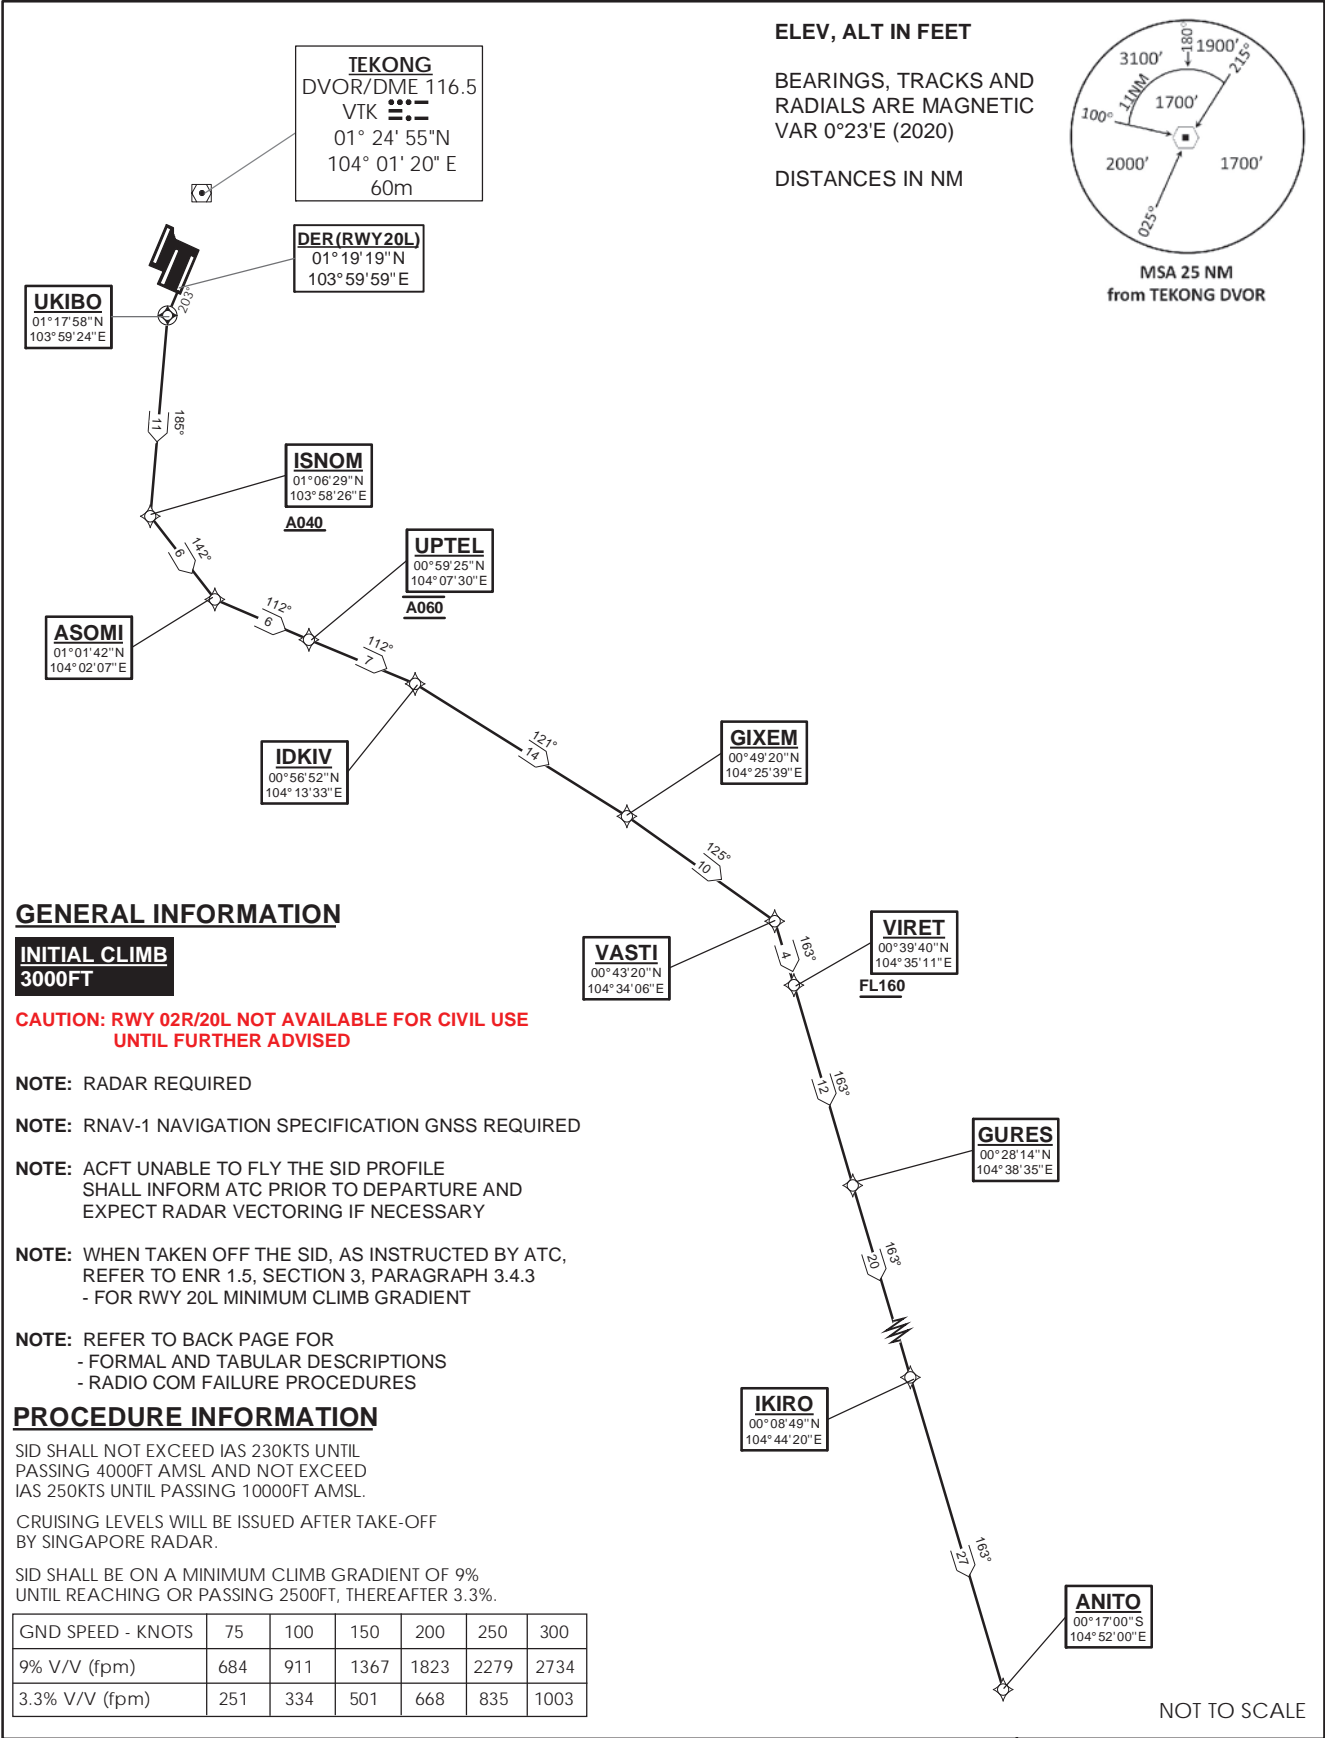 ELEV, ALT IN FEET
BEARINGS, TRACKS AND
RADIALS ARE MAGNETIC
VAR 0°23'E (2020)
DISTANCES IN NM
3100'
180°
1900'
215°
11NM
1700'
100°
2000'
1700'
025°
MSA 25 NM
from TEKONG DVOR
TEKONG
DVOR/DME 116.5
VTK
01° 24' 55"N
104° 01' 20" E
60m
DER(RWY20L)
01°19'19"N
103°59'59"E
203°
UKIBO
01°17'58"N
103°59'24"E
11
185°
ISNOM
01°06'29"N
103°58'26"E
A040
6
142°
UPTEL
00°59'25"N
104°07'30"E
A060
ASOMI
01°01'42"N
104°02'07"E
112°
6
112°
7
IDKIV
00°56'52"N
104°13'33"E
121°
14
GIXEM
00°49'20"N
104°25'39"E
125°
10
VASTI
00°43'20"N
104°34'06"E
4
163°
VIRET
00°39'40"N
104°35'11"E
FL160
12
163°
GURES
00°28'14"N
104°38'35"E
20
163°
IKIRO
00°08'49"N
104°44'20"E
27
163°
ANITO
00°17'00"S
104°52'00"E
GENERAL INFORMATION
INITIAL CLIMB
3000FT
CAUTION: RWY 02R/20L NOT AVAILABLE FOR CIVIL USE
UNTIL FURTHER ADVISED
NOTE: RADAR REQUIRED
NOTE: RNAV-1 NAVIGATION SPECIFICATION GNSS REQUIRED
NOTE: ACFT UNABLE TO FLY THE SID PROFILE
SHALL INFORM ATC PRIOR TO DEPARTURE AND
EXPECT RADAR VECTORING IF NECESSARY
NOTE: WHEN TAKEN OFF THE SID, AS INSTRUCTED BY ATC,
REFER TO ENR 1.5, SECTION 3, PARAGRAPH 3.4.3
- FOR RWY 20L MINIMUM CLIMB GRADIENT
NOTE: REFER TO BACK PAGE FOR
- FORMAL AND TABULAR DESCRIPTIONS
- RADIO COM FAILURE PROCEDURES
PROCEDURE INFORMATION
SID SHALL NOT EXCEED IAS 230KTS UNTIL
PASSING 4000FT AMSL AND NOT EXCEED
IAS 250KTS UNTIL PASSING 10000FT AMSL.
CRUISING LEVELS WILL BE ISSUED AFTER TAKE-OFF
BY SINGAPORE RADAR.
SID SHALL BE ON A MINIMUM CLIMB GRADIENT OF 9%
UNTIL REACHING OR PASSING 2500FT, THEREAFTER 3.3%.
GND SPEED - KNOTS 75 100 150 200 250 300
9% V/V (fpm) 684 911 1367 1823 2279 2734
3.3% V/V (fpm) 251 334 501 668 835 1003
NOT TO SCALE